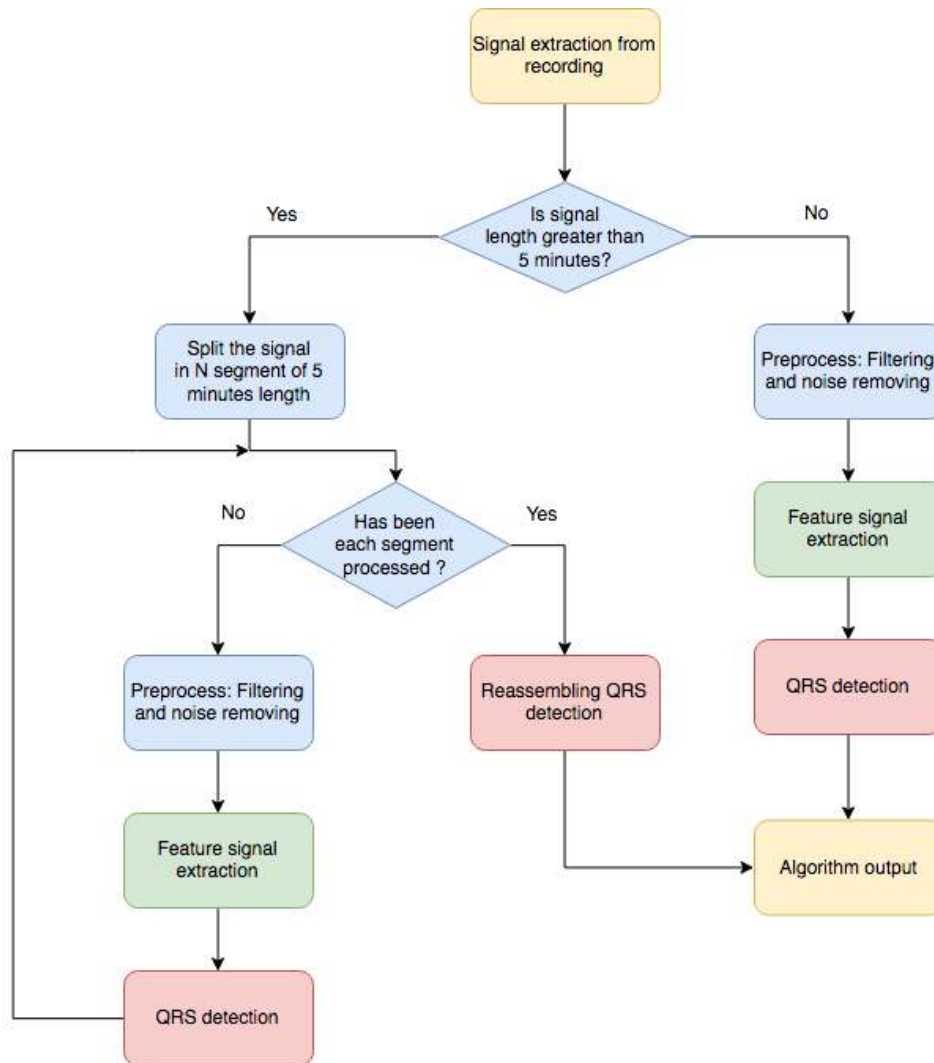 Signal extraction from
recording
Is signal
length greater than
5 minutes?
Yes
No
Split the signal
in N segment of 5
minutes length
Preprocess: Filtering
and noise removing
Has been
each segment
processed ?
No
Yes
Feature signal
extraction
Preprocess: Filtering
and noise removing
Reassembling QRS
detection
QRS detection
Feature signal
extraction
Algorithm output
QRS detection